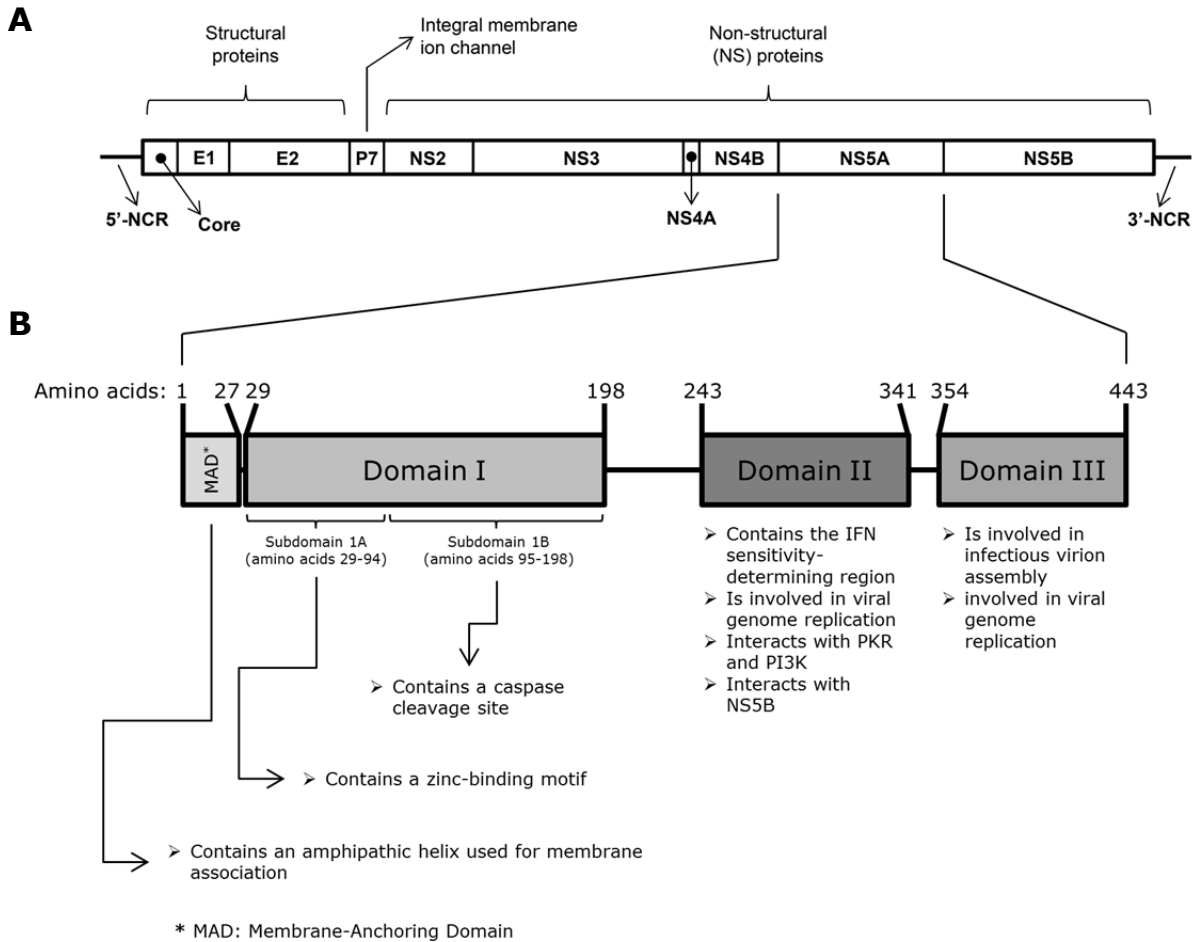 A
Structural
proteins
Integral membrane
ion channel
Non-structural
(NS) proteins
E1 E2 P7 NS2 NS3 NS4B NS5A NS5B
5’-NCR
Core
NS4A
3’-NCR
B
Amino acids: 1 27 29 198 243 341 354 443
MAD*
Domain I
Domain II
Domain III
Subdomain 1A
(amino acids 29-94)
Subdomain 1B
(amino acids 95-198)
➢ Contains the IFN
sensitivity-
determining region
➢ Is involved in viral
genome replication
➢ Interacts with PKR
and PI3K
➢ Interacts with
NS5B
➢ Is involved in
infectious virion
assembly
➢ involved in viral
genome
replication
➢ Contains a caspase
cleavage site
➢ Contains a zinc-binding motif
➢ Contains an amphipathic helix used for membrane
association
* MAD: Membrane-Anchoring Domain